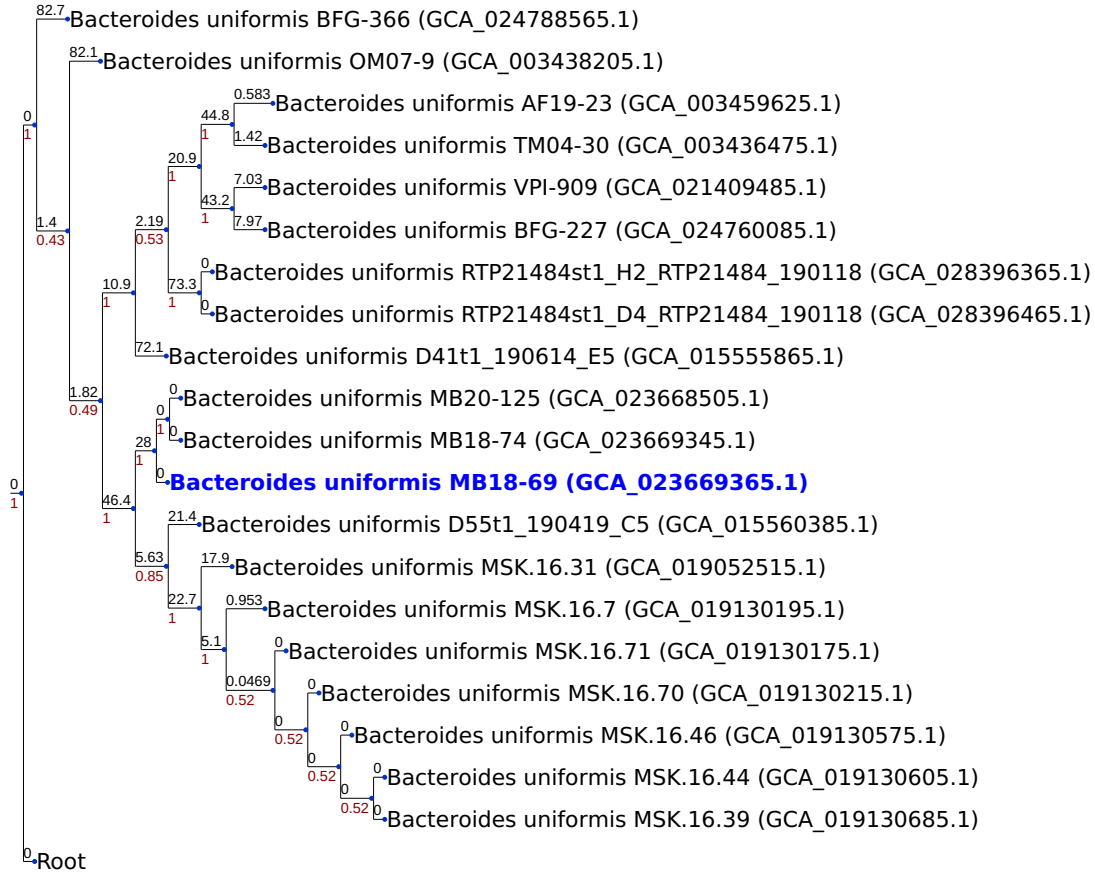 82.7 Bacteroides uniformis BFG-366 (GCA_024788565.1)
82.1 Bacteroides uniformis OM07-9 (GCA_003438205.1)
0.583 Bacteroides uniformis AF19-23 (GCA_003459625.1)
0 44.8
1 1
1.42 Bacteroides uniformis TM04-30 (GCA_003436475.1)
20.9
1
7.03 Bacteroides uniformis VPI-909 (GCA_021409485.1)
43.2
1
1.4 2.19 7.97 Bacteroides uniformis BFG-227 (GCA_024760085.1)
0.43 0.53
0 Bacteroides uniformis RTP21484st1_H2_RTP21484_190118 (GCA_028396365.1)
10.9 73.3
1 1
0 Bacteroides uniformis RTP21484st1_D4_RTP21484_190118 (GCA_028396465.1)
72.1 Bacteroides uniformis D41t1_190614_E5 (GCA_015555865.1)
1.82 0 Bacteroides uniformis MB20-125 (GCA_023668505.1)
0.49 0
1
28 0 Bacteroides uniformis MB18-74 (GCA_023669345.1)
1
0 Bacteroides uniformis MB18-69 (GCA_023669365.1)
0
1
46.4
1
21.4 Bacteroides uniformis D55t1_190419_C5 (GCA_015560385.1)
5.63 17.9 Bacteroides uniformis MSK.16.31 (GCA_019052515.1)
0.85
22.7 0.953 Bacteroides uniformis MSK.16.7 (GCA_019130195.1)
1
5.1 0 Bacteroides uniformis MSK.16.71 (GCA_019130175.1)
1
0.0469 0 Bacteroides uniformis MSK.16.70 (GCA_019130215.1)
0.52
0 0 Bacteroides uniformis MSK.16.46 (GCA_019130575.1)
0.52
0 0 Bacteroides uniformis MSK.16.44 (GCA_019130605.1)
0.52
0
0.52
0 Bacteroides uniformis MSK.16.39 (GCA_019130685.1)
0 Root